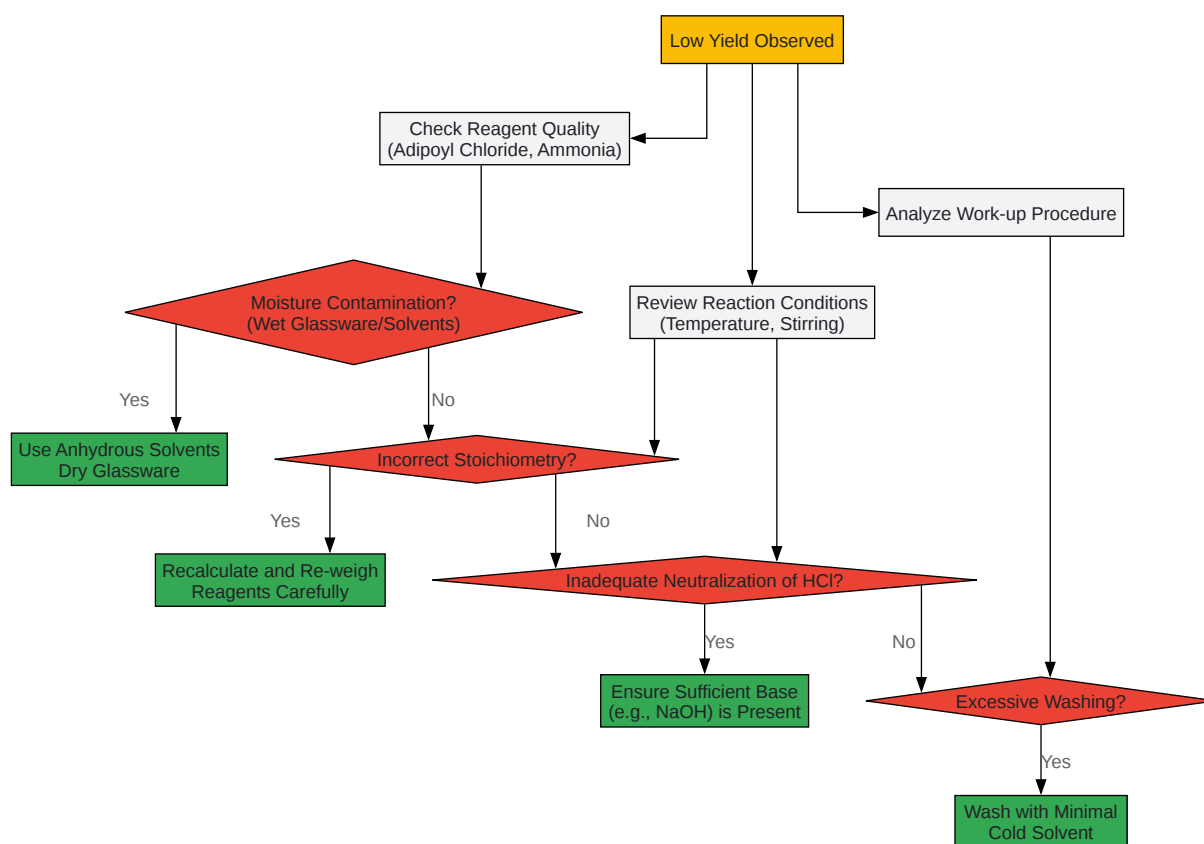 Low Yield Observed
Check Reagent Quality
(Adipoyl Chloride, Ammonia)
Analyze Work-up Procedure
Moisture Contamination?
(Wet Glassware/Solvents)
Review Reaction Conditions
(Temperature, Stirring)
Yes
No
Use Anhydrous Solvents
Dry Glassware
Incorrect Stoichiometry?
Yes
No
Recalculate and Re-weigh
Reagents Carefully
Inadequate Neutralization of HCl?
Yes
No
Ensure Sufficient Base
(e.g., NaOH) is Present
Excessive Washing?
Yes
Wash with Minimal
Cold Solvent